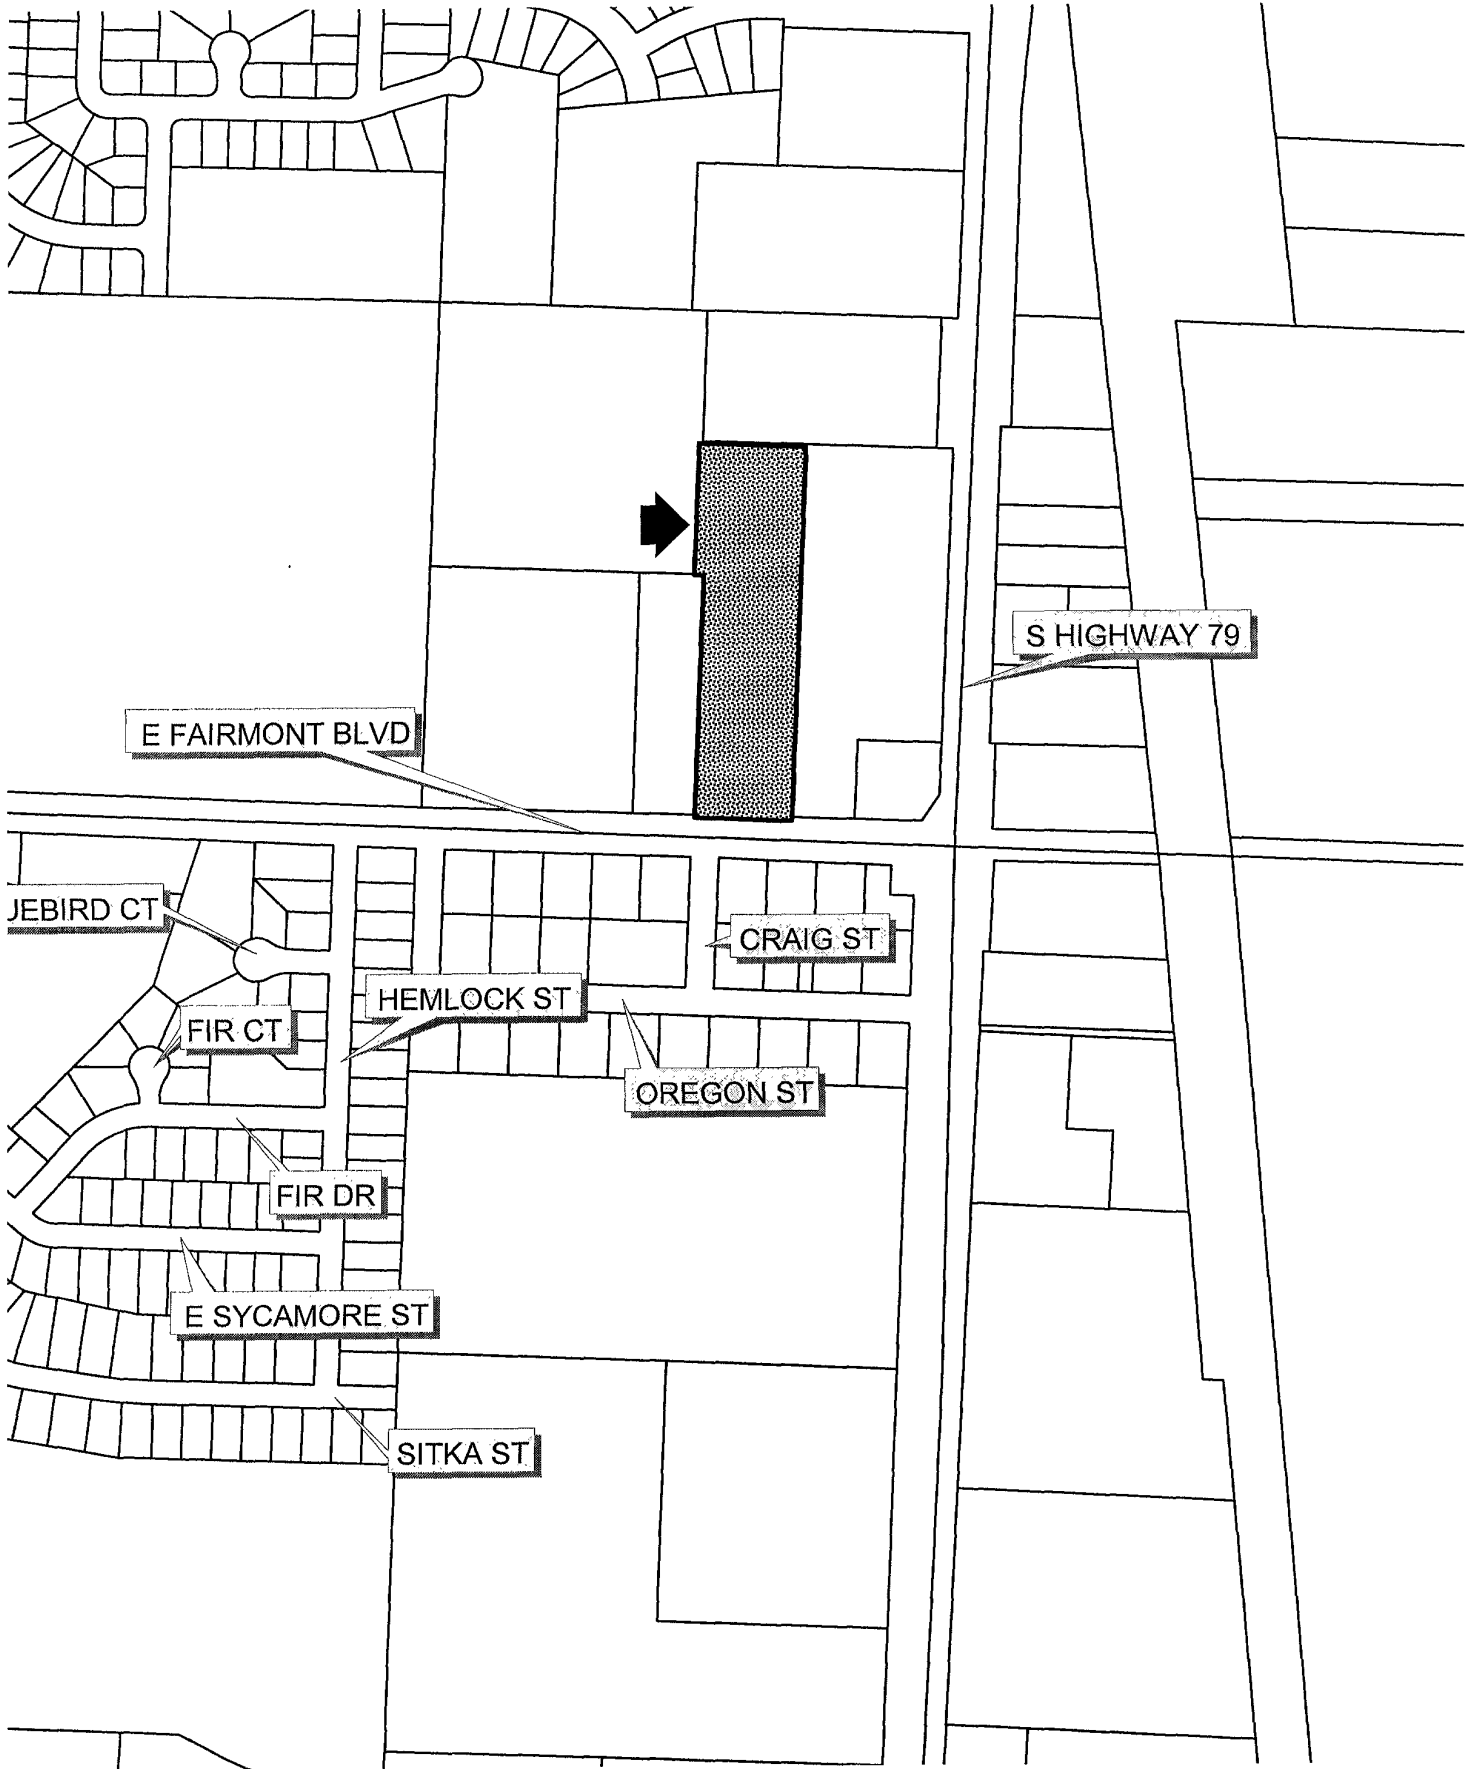 S HIGHWAY 79
E FAIRMONT BLVD
JEBIRD CT
CRAIG ST
HEMLOCK ST
FIR CT
OREGON ST
FIR DR
E SYCAMORE ST
SITKA ST